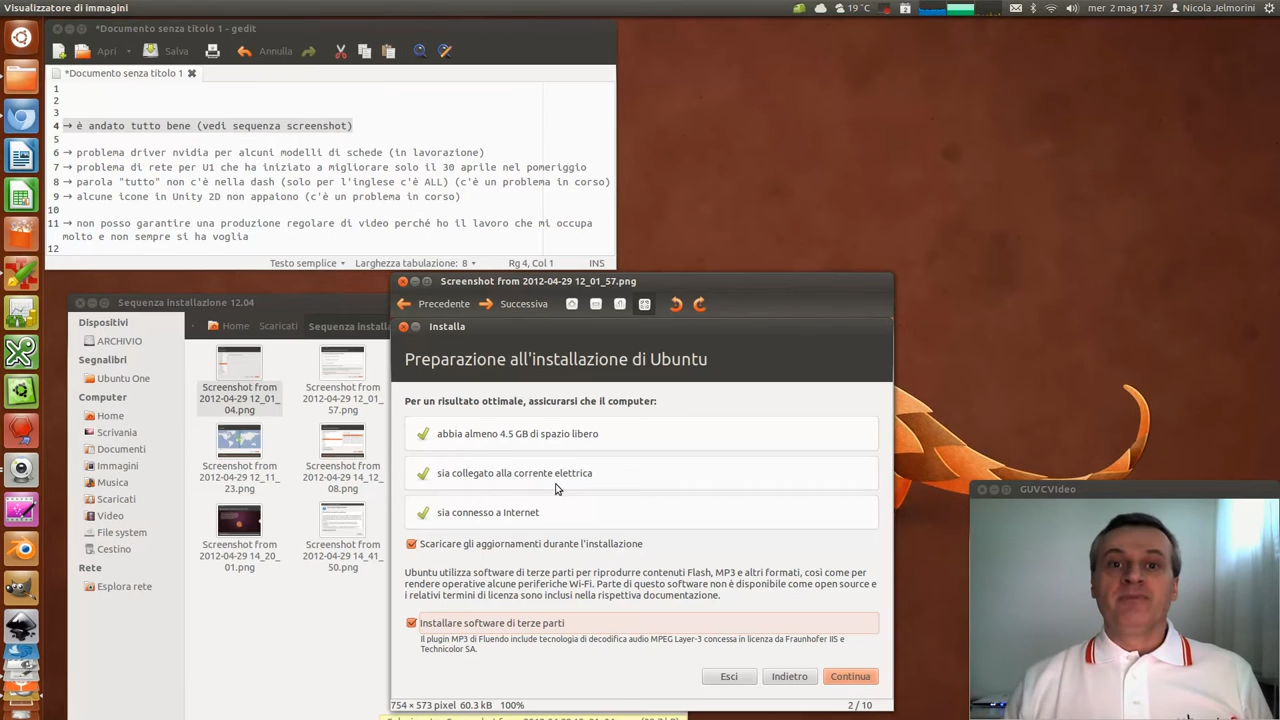 Visualizzatore di immagini
19 °C
2
mer 2 mag 17.37
Nicola Jelmorini
*Documento senza titolo 1 - gedit
Apri
Salva
Annulla
*Documento senza titolo 1
1
2
3
4 → è andato tutto bene (vedi sequenza screenshot)
5
6 → problema driver nvidia per alcuni modelli di schede (in lavorazione)
7 → problema di rete per U1 che ha iniziato a migliorare solo il 30 aprile nel pomeriggio
8 → parola "tutto" non c'è nella dash (solo per l'inglese c'è ALL) (c'è un problema in corso)
9 → alcune icone in Unity 2D non appaiono (c'è un problema in corso)
10
11 → non posso garantire una produzione regolare di video perché ho il lavoro che mi occupa
molto e non sempre si ha voglia
12
Testo semplice
Larghezza tabulazione: 8
Rg 4, Col 1
INS
Sequenza installazione 12.04
Dispositivi
ARCHIVIO
Segnalibri
Ubuntu One
Computer
Home
Scrivania
Documenti
Immagini
Musica
Scaricati
Video
File system
Cestino
Rete
Esplora rete
Home
Scaricati
Sequenza installa
Screenshot from
2012-04-29 12_01_
04.png
Screenshot from
2012-04-29 12_01_
57.png
Screenshot from
2012-04-29 12_11_
23.png
Screenshot from
2012-04-29 14_12_
08.png
Screenshot from
2012-04-29 14_20_
01.png
Screenshot from
2012-04-29 14_41_
50.png
Screenshot from 2012-04-29 12_01_57.png
Precedente
Successiva
Installa
Preparazione all'installazione di Ubuntu
Per un risultato ottimale, assicurarsi che il computer:
abbia almeno 4.5 GB di spazio libero
sia collegato alla corrente elettrica
sia connesso a Internet
Scaricare gli aggiornamenti durante l'installazione
Ubuntu utilizza software di terze parti per riprodurre contenuti Flash, MP3 e altri formati, così come per
rendere operative alcune periferiche Wi-Fi. Parte di questo software non è disponibile come open source e
i relativi termini di licenza sono inclusi nella rispettiva documentazione.
Installare software di terze parti
Il plugin MP3 di Fluendo include tecnologia di decodifica audio MPEG Layer-3 concessa in licenza da Fraunhofer IIS e
Technicolor SA.
Esci
Indietro
Continua
754 × 573 pixel 60.3 kB
100%
2 / 10
GUVCVideo